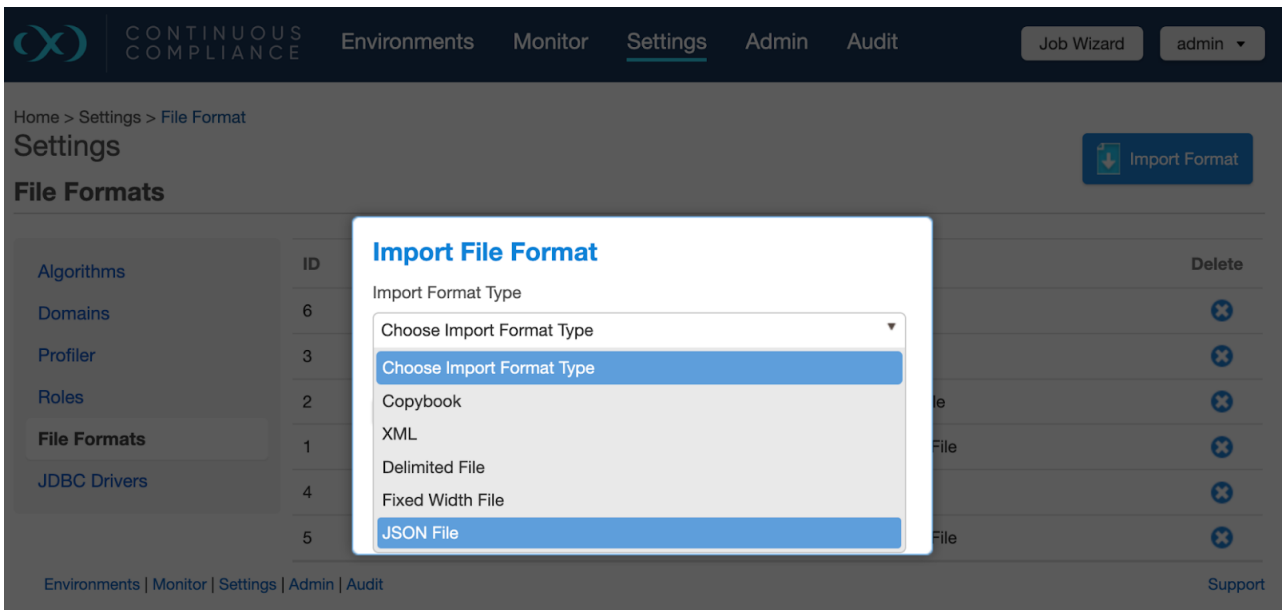 CONTINUOUS
COMPLIANCE
Environments Monitor Settings Admin Audit
Job Wizard admin
Home > Settings > File Format
Settings
Import Format
File Formats
Import File Format
Algorithms
ID
Delete
Import Format Type
Domains
6
Choose Import Format Type
Profiler
3
Choose Import Format Type
Roles
2
Copybook
le
File Formats
1
XML
File
Delimited File
JDBC Drivers
4
Fixed Width File
5
JSON File
File
Environments | Monitor | Settings | Admin | Audit
Support